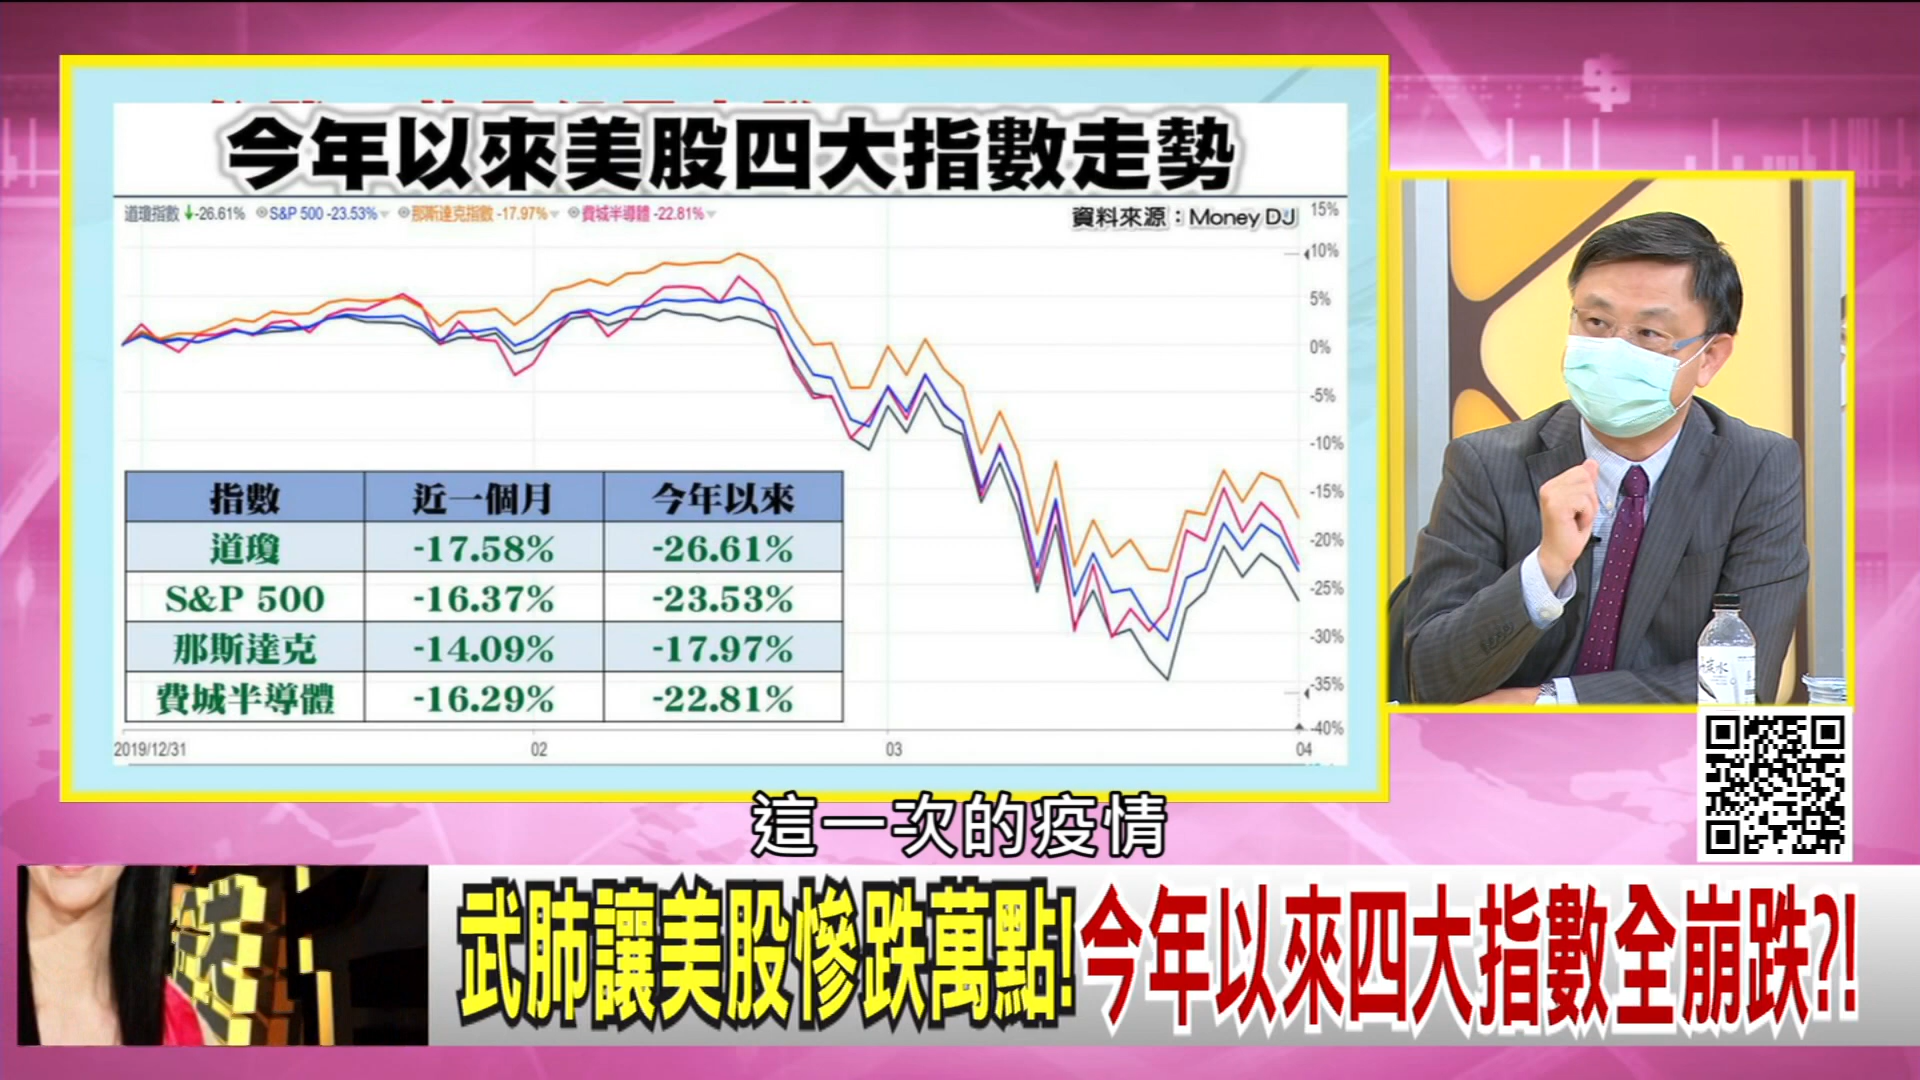 今年以來美股四大指數走勢
道瓊指數 -26.61% S&P 500 -23.53% 那斯達克指數 -17.97% 費城半導體 -22.81%
資料來源：Money DJ
15%
10%
5%
0%
-5%
-10%
-15%
-20%
-25%
-30%
-35%
-40%
指數 近一個月 今年以來
道瓊 -17.58% -26.61%
S&P 500 -16.37% -23.53%
那斯達克 -14.09% -17.97%
費城半導體 -16.29% -22.81%
2019/12/31 02 03 04
這一次的疫情
武肺讓美股慘跌萬點!今年以來四大指數全崩跌?!